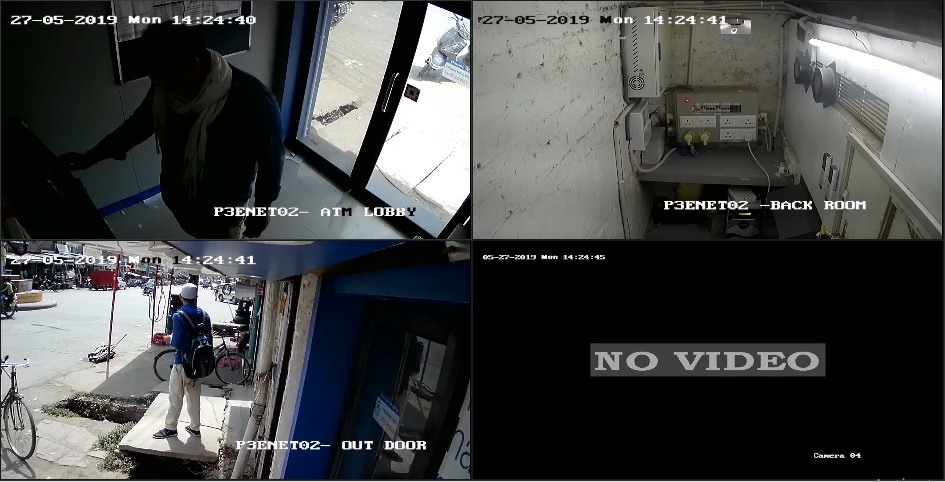 27-05-2019 Mon 14:24:40
P3ENET02- ATM LOBBY
27-05-2019 Mon 14:24:41
P3ENET02 -BACK ROOM
27-05-2019 Mon 14:24:41
P3ENET02- OUT DOOR
05-27-2019 Mon 14:24:45
NO VIDEO
Camera 04